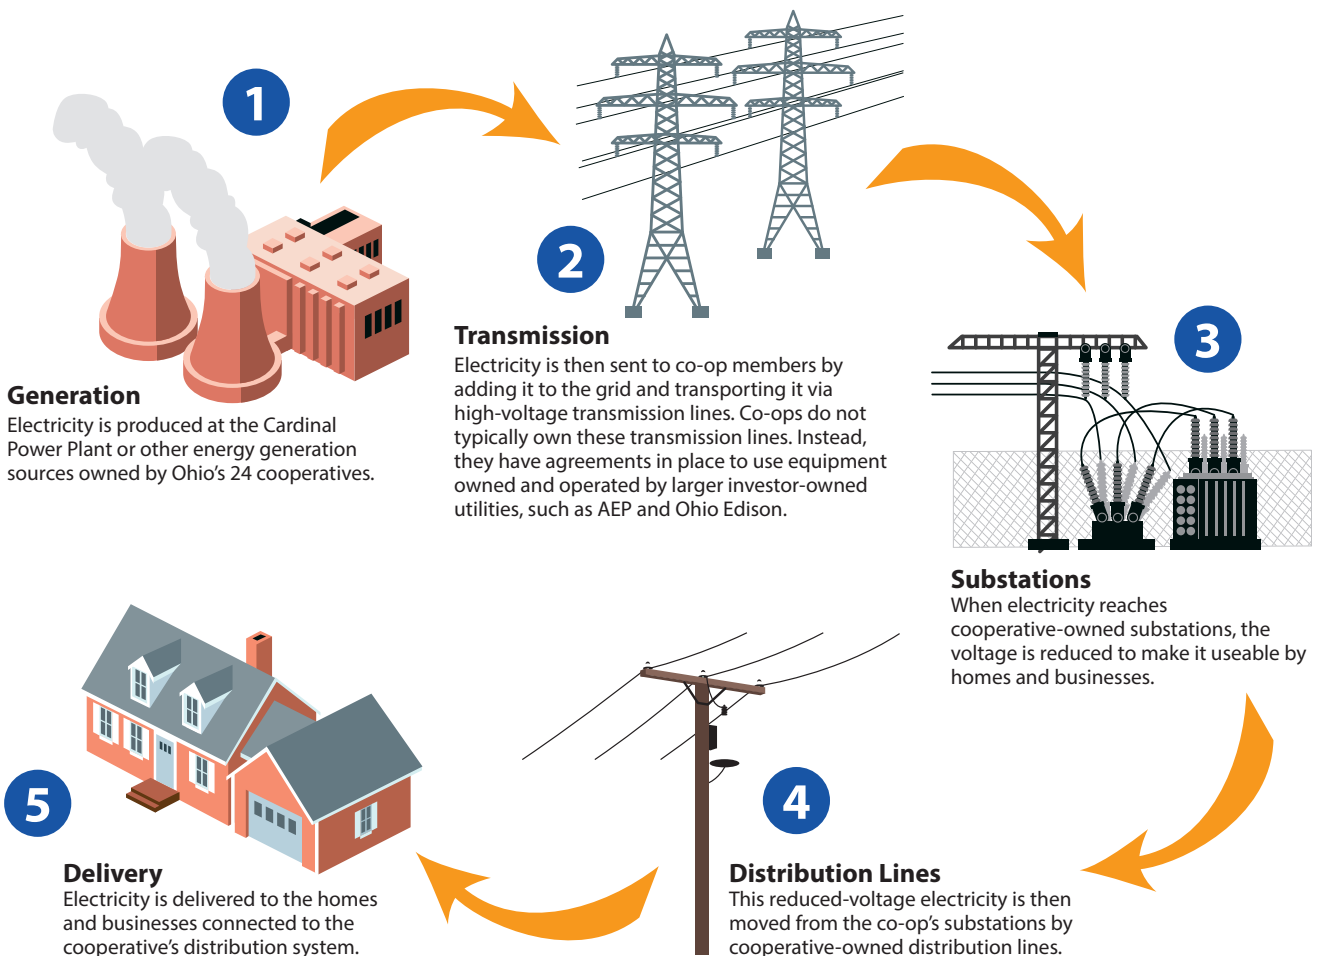 1
Generation
Electricity is produced at the Cardinal
Power Plant or other energy generation
sources owned by Ohio’s 24 cooperatives.
2
Transmission
Electricity is then sent to co-op members by
adding it to the grid and transporting it via
high-voltage transmission lines. Co-ops do not
typically own these transmission lines. Instead,
they have agreements in place to use equipment
owned and operated by larger investor-owned
utilities, such as AEP and Ohio Edison.
3
Substations
When electricity reaches
cooperative-owned substations, the
voltage is reduced to make it useable by
homes and businesses.
4
Distribution Lines
This reduced-voltage electricity is then
moved from the co-op’s substations by
cooperative-owned distribution lines.
5
Delivery
Electricity is delivered to the homes
and businesses connected to the
cooperative’s distribution system.